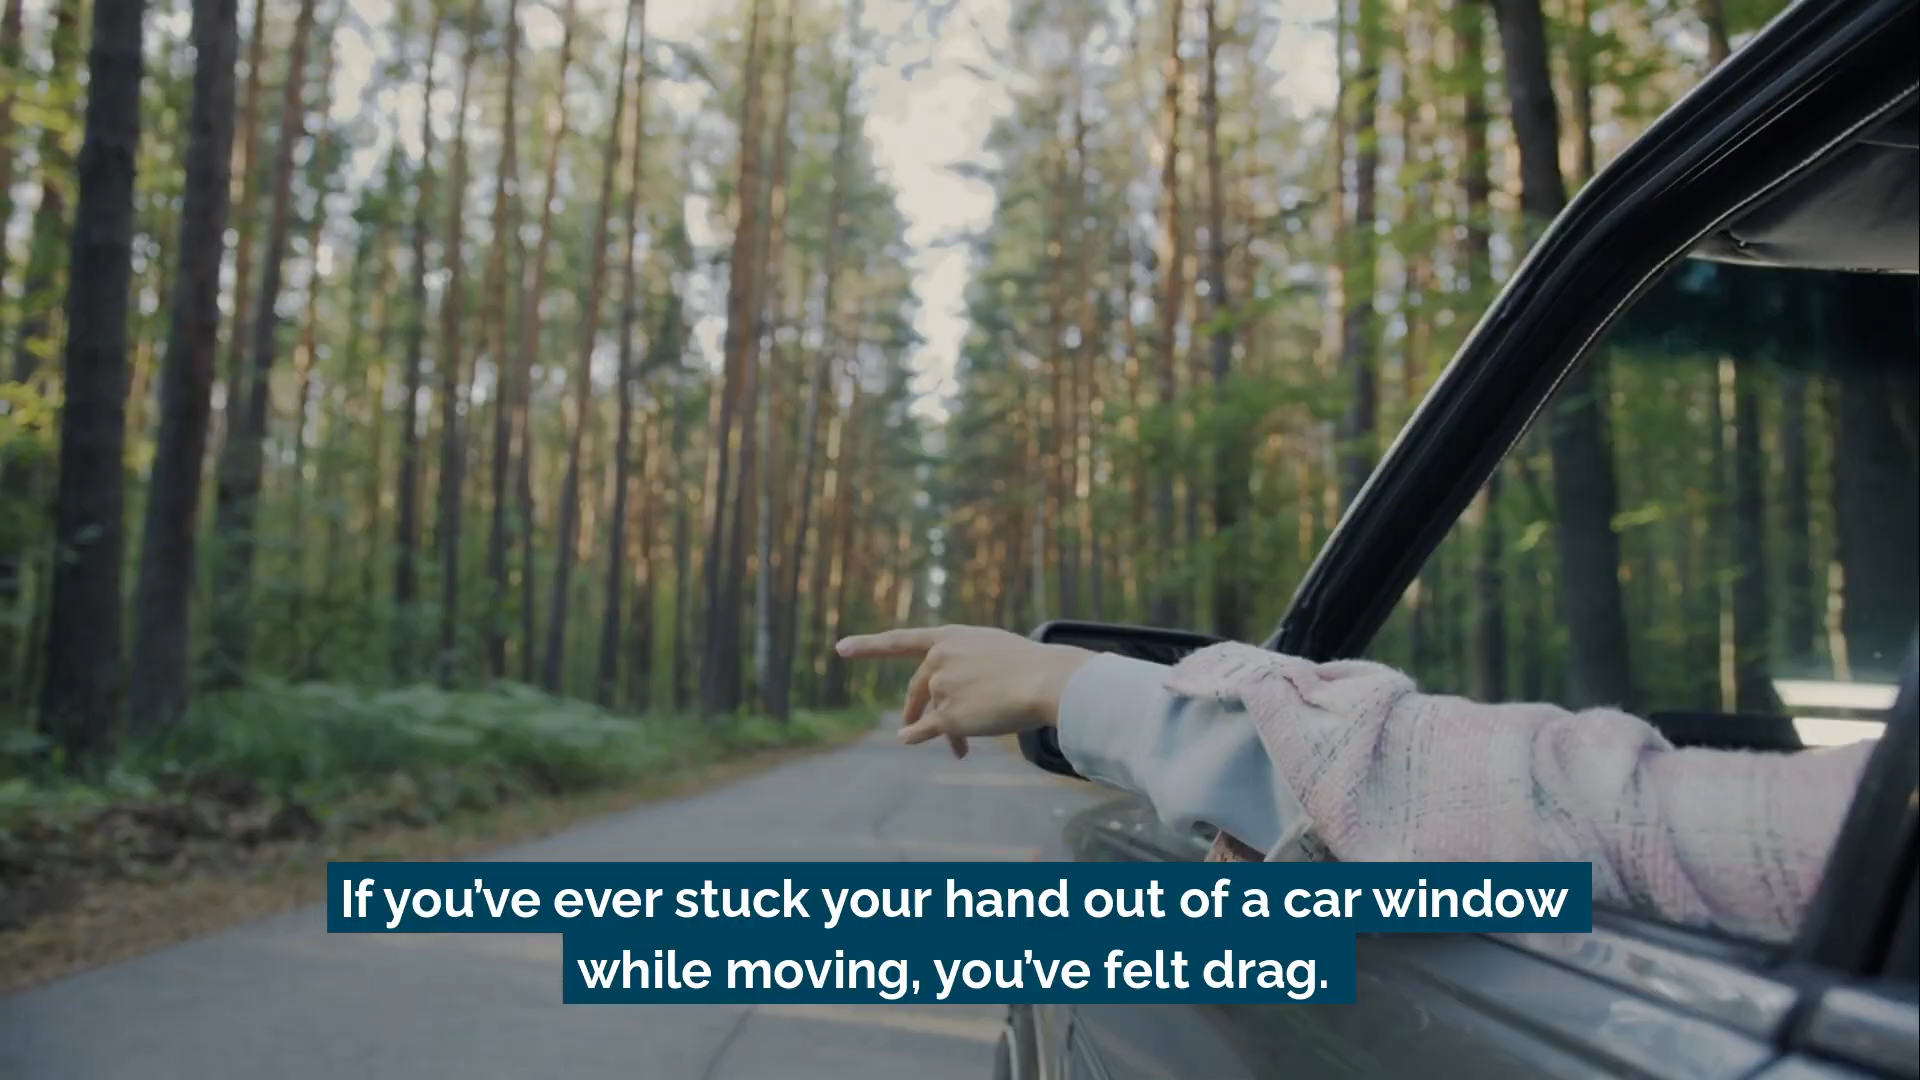 If you’ve ever stuck your hand out of a car window
while moving, you’ve felt drag.